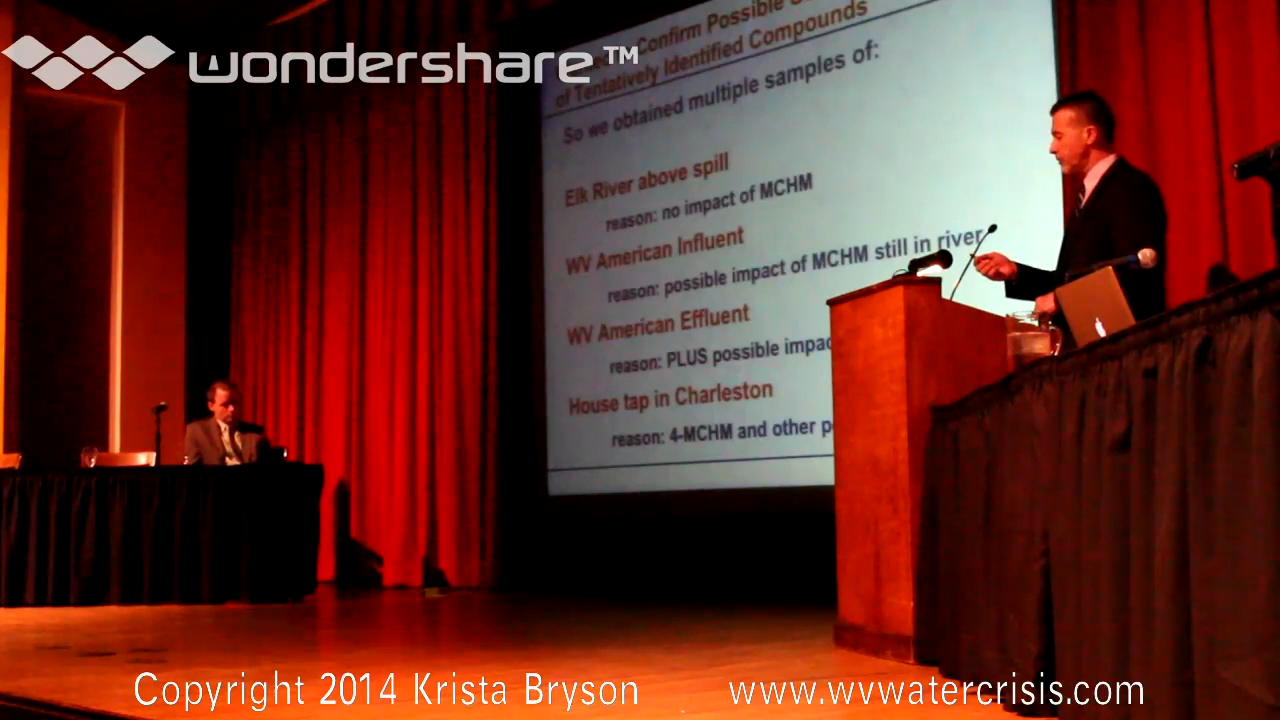 wondershare™
Confirm Possible
of Tentatively Identified Compounds
So we obtained multiple samples of:
Elk River above spill
reason: no impact of MCHM
WV American Influent
reason: possible impact of MCHM still in river
WV American Effluent
reason: PLUS possible
House tap in Charleston
reason: 4-MCHM and other
Copyright 2014 Krista Bryson www.wvwatercrisis.com